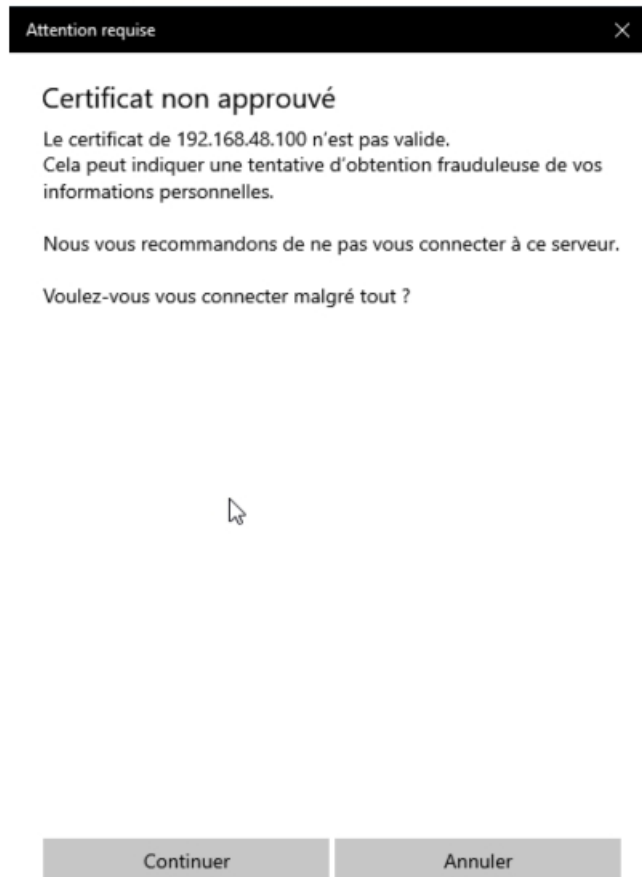 Attention requise
Certificat non approuvé
Le certificat de 192.168.48.100 n'est pas valide.
Cela peut indiquer une tentative d'obtention frauduleuse de vos
informations personnelles.
Nous vous recommandons de ne pas vous connecter à ce serveur.
Voulez-vous vous connecter malgré tout ?
Continuer
Annuler